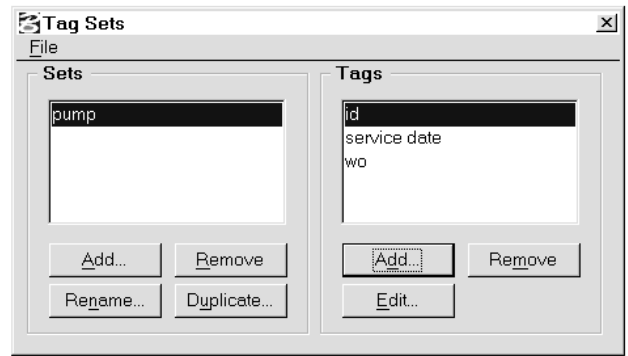 Tag Sets
File
Sets
pump
Add...
Remove
Rename...
Duplicate...
Tags
id
service date
wo
Add...
Remove
Edit...